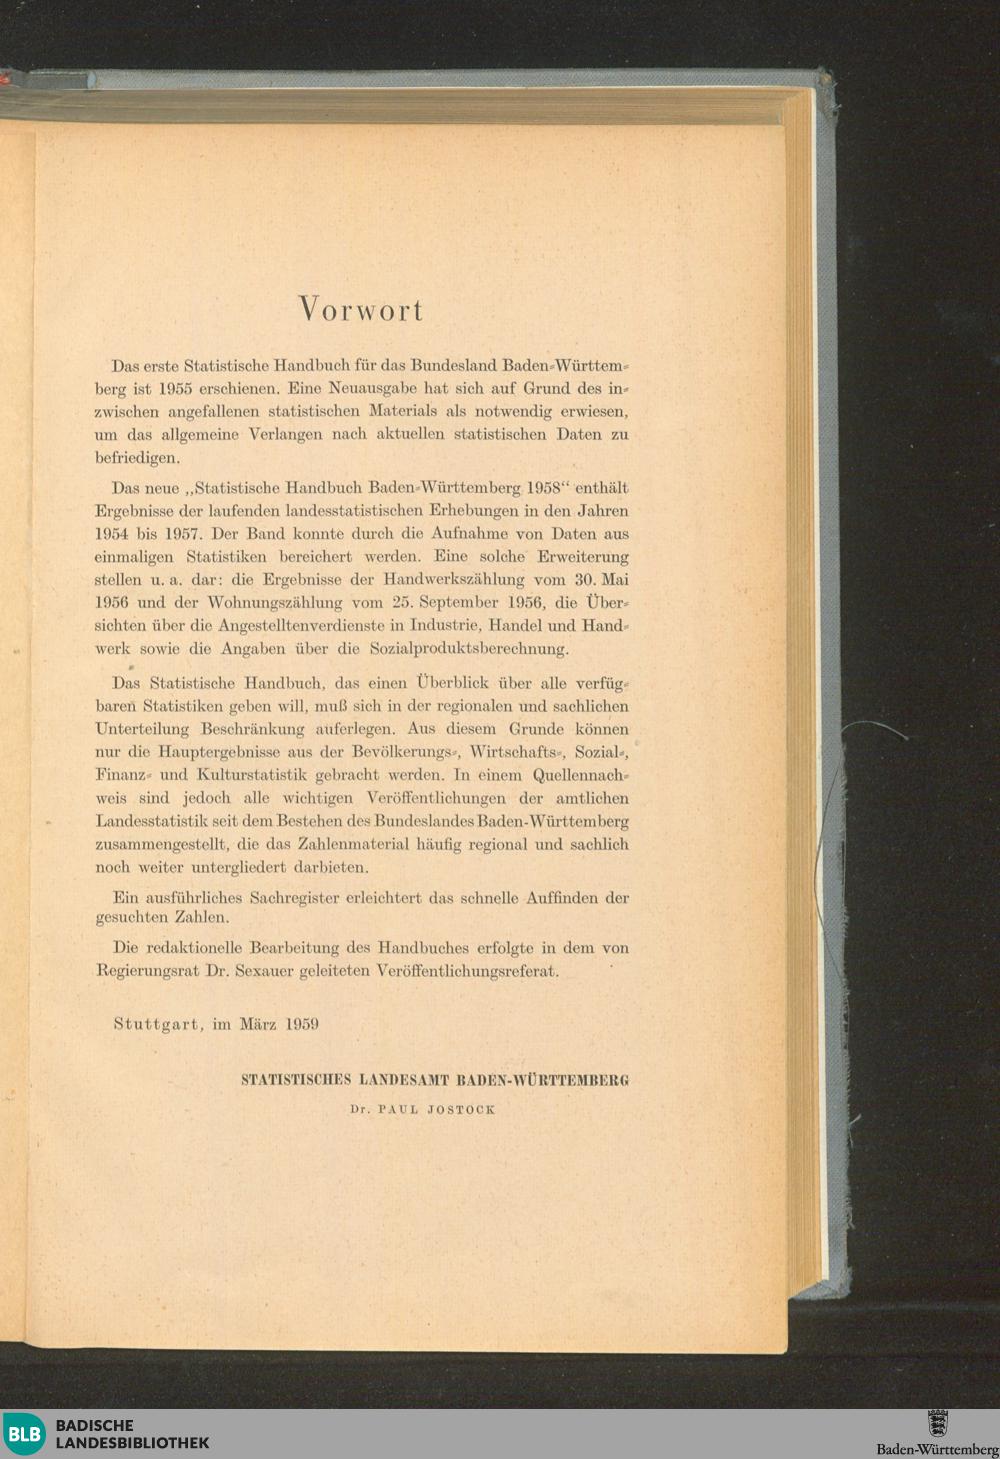 Vorwort
Das erste Statistische Handbuch für das Bundesland Baden-Württem-
berg ist 1955 erschienen. Eine Neuausgabe hat sich auf Grund des in-
zwischen angefallenen statistischen Materials als notwendig erwiesen,
um das allgemeine Verlangen nach aktuellen statistischen Daten zu
befriedigen.
Das neue „Statistische Handbuch Baden-Württemberg 1958“ enthält
Ergebnisse der laufenden landesstatistischen Erhebungen in den Jahren
1954 bis 1957. Der Band konnte durch die Aufnahme von Daten aus
einmaligen Statistiken bereichert werden. Eine solche Erweiterung
stellen u. a. dar: die Ergebnisse der Handwerkszählung vom 30. Mai
1956 und der Wohnungszählung vom 25. September 1956, die Über-
sichten über die Angestelltenverdienste in Industrie, Handel und Hand-
werk sowie die Angaben über die Sozialproduktsberechnung.
Das Statistische Handbuch, das einen Überblick über alle verfüg-
baren Statistiken geben will, muß sich in der regionalen und sachlichen
Unterteilung Beschränkung auferlegen. Aus diesem Grunde können
nur die Hauptergebnisse aus der Bevölkerungs-, Wirtschafts-, Sozial-,
Finanz- und Kulturstatistik gebracht werden. In einem Quellennach-
weis sind jedoch alle wichtigen Veröffentlichungen der amtlichen
Landesstatistik seit dem Bestehen des Bundeslandes Baden-Württemberg
zusammengestellt, die das Zahlenmaterial häufig regional und sachlich
noch weiter untergliedert darbieten.
Ein ausführliches Sachregister erleichtert das schnelle Auffinden der
gesuchten Zahlen.
Die redaktionelle Bearbeitung des Handbuches erfolgte in dem von
Regierungsrat Dr. Sexauer geleiteten Veröffentlichungsreferat.
Stuttgart, im März 1959
STATISTISCHES LANDESAMT BADEN-WÜRTTEMBERG
Dr. PAUL JOSTOCK
BLB
BADISCHE
LANDESBIBLIOTHEK
Baden-Württemberg